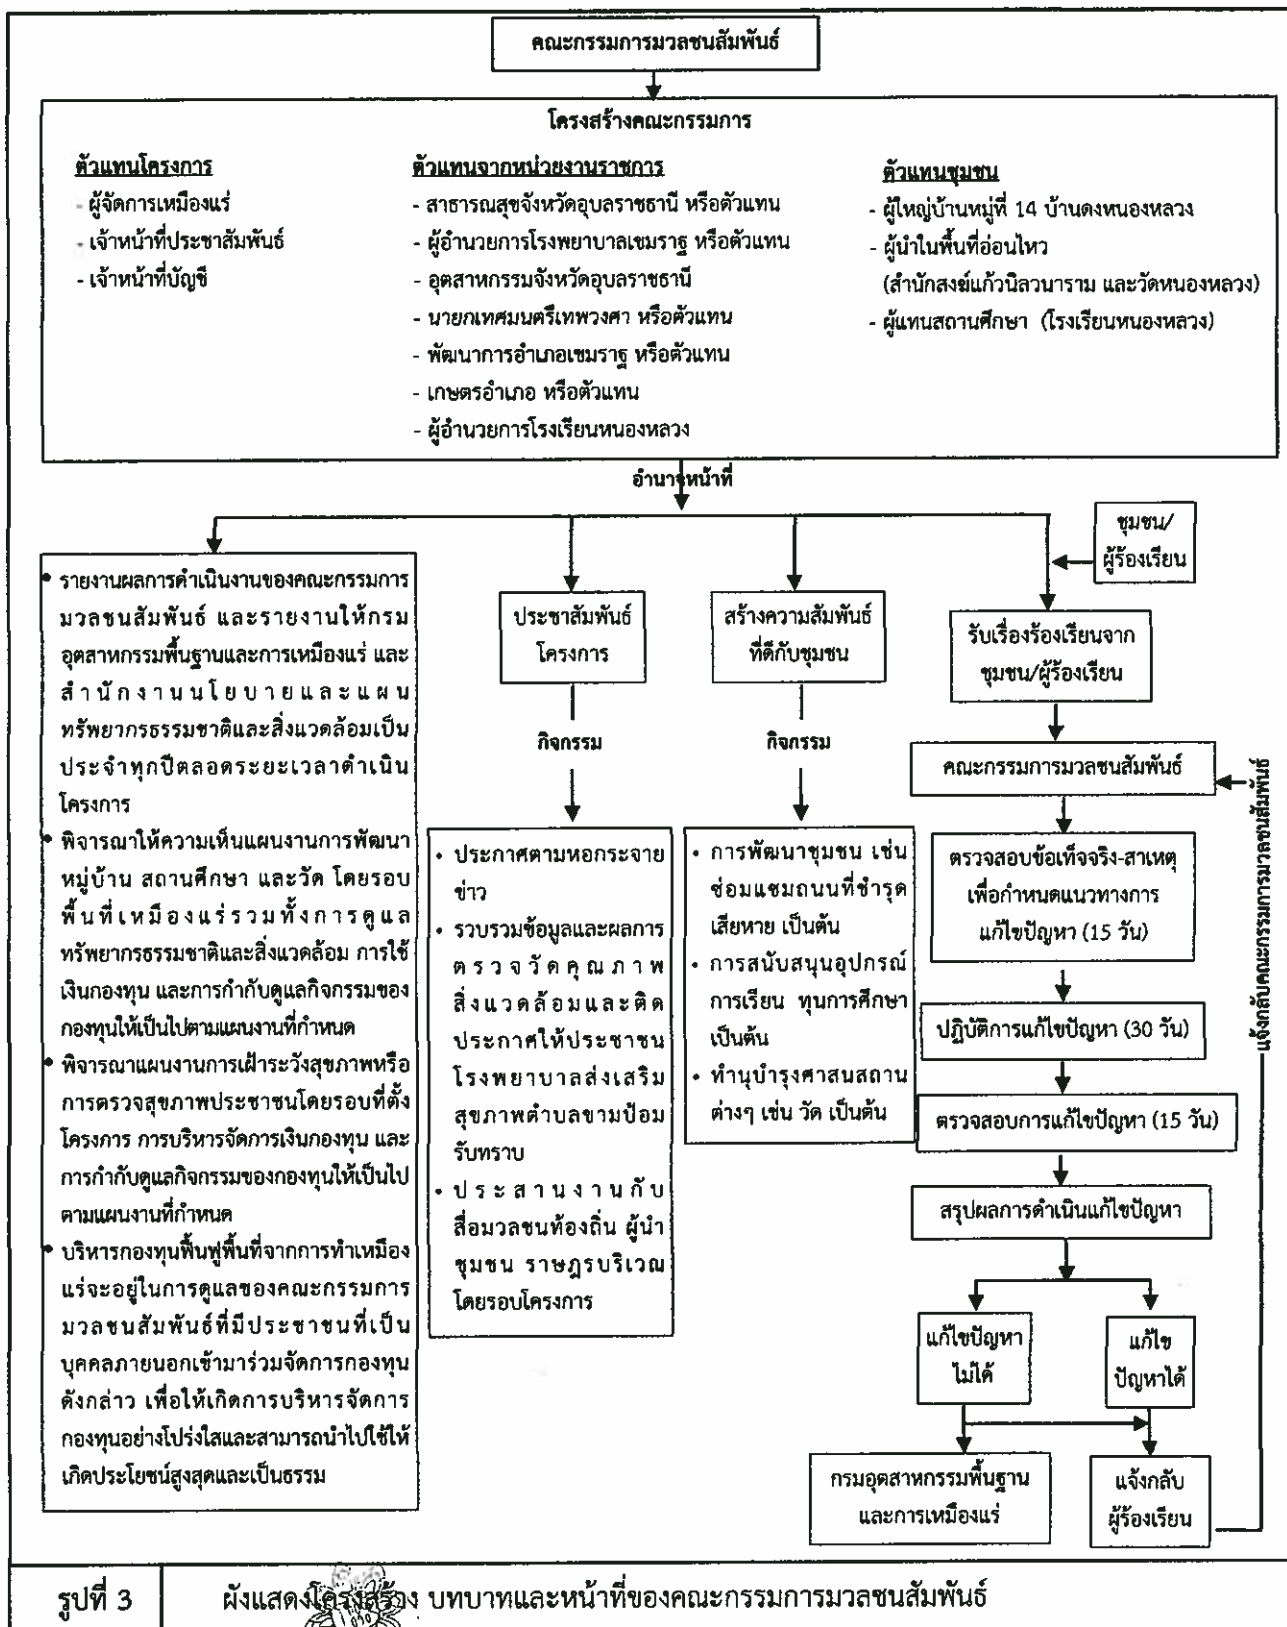 คณะกรรมการมวลชนสัมพันธ์
โครงสร้างคณะกรรมการ
ตัวแทนโครงการ
- ผู้จัดการเหมืองแร่
- เจ้าหน้าที่ประชาสัมพันธ์
- เจ้าหน้าที่บัญชี
ตัวแทนจากหน่วยงานราชการ
- สาธารณสุขจังหวัดอุบลราชธานี หรือตัวแทน
- ผู้อำนวยการโรงพยาบาลเขมราฐ หรือตัวแทน
- อุตสาหกรรมจังหวัดอุบลราชธานี
- นายกเทศมนตรีเทพวงศา หรือตัวแทน
- พัฒนาการอำเภอเขมราฐ หรือตัวแทน
- เกษตรอำเภอ หรือตัวแทน
- ผู้อำนวยการโรงเรียนหนองหลวง
ตัวแทนชุมชน
- ผู้ใหญ่บ้านหมู่ที่ 14 บ้านดงหนองหลวง
- ผู้นำในพื้นที่อ่อนไหว
(สำนักสงฆ์แก้วนิลวนาราม และวัดหนองหลวง)
- ผู้แทนสถานศึกษา (โรงเรียนหนองหลวง)
อำนาจหน้าที่
• รายงานผลการดำเนินงานของคณะกรรมการ
มวลชนสัมพันธ์ และรายงานให้กรม
อุตสาหกรรมพื้นฐานและการเหมืองแร่ และ
สำนักงานนโยบายและแผน
ทรัพยากรธรรมชาติและสิ่งแวดล้อมเป็น
ประจำทุกปีตลอดระยะเวลาดำเนิน
โครงการ
• พิจารณาให้ความเห็นแผนงานการพัฒนา
หมู่บ้าน สถานศึกษา และวัด โดยรอบ
พื้นที่เหมืองแร่รวมทั้งการดูแล
ทรัพยากรธรรมชาติและสิ่งแวดล้อม การใช้
เงินกองทุน และการกำกับดูแลกิจกรรมของ
กองทุนให้เป็นไปตามแผนงานที่กำหนด
• พิจารณาแผนงานการเฝ้าระวังสุขภาพหรือ
การตรวจสุขภาพประชาชนโดยรอบที่ตั้ง
โครงการ การบริหารจัดการเงินกองทุน และ
การกำกับดูแลกิจกรรมของกองทุนให้เป็นไป
ตามแผนงานที่กำหนด
• บริหารกองทุนฟื้นฟูพื้นที่จากการทำเหมือง
แร่จะอยู่ในการดูแลของคณะกรรมการ
มวลชนสัมพันธ์ที่มีประชาชนที่เป็น
บุคคลภายนอกเข้ามาร่วมจัดการกองทุน
ดังกล่าว เพื่อให้เกิดการบริหารจัดการ
กองทุนอย่างโปร่งใสและสามารถนำไปใช้ให้
เกิดประโยชน์สูงสุดและเป็นธรรม
ประชาสัมพันธ์
โครงการ
กิจกรรม
• ประกาศตามหอกระจาย
ข่าว
• รวบรวมข้อมูลและผลการ
ตรวจวัดคุณภาพ
สิ่งแวดล้อมและติด
ประกาศให้ประชาชน
โรงพยาบาลส่งเสริม
สุขภาพตำบลขามป้อม
รับทราบ
• ประสานงานกับ
สื่อมวลชนท้องถิ่น ผู้นำ
ชุมชน ราษฎรบริเวณ
โดยรอบโครงการ
สร้างความสัมพันธ์
ที่ดีกับชุมชน
กิจกรรม
• การพัฒนาชุมชน เช่น
ซ่อมแซมถนนที่ชำรุด
เสียหาย เป็นต้น
• การสนับสนุนอุปกรณ์
การเรียน ทุนการศึกษา
เป็นต้น
• ทำนุบำรุงศาสนสถาน
ต่างๆ เช่น วัด เป็นต้น
ชุมชน/
ผู้ร้องเรียน
รับเรื่องร้องเรียนจาก
ชุมชน/ผู้ร้องเรียน
คณะกรรมการมวลชนสัมพันธ์
ตรวจสอบข้อเท็จจริง-สาเหตุ
เพื่อกำหนดแนวทางการ
แก้ไขปัญหา (15 วัน)
ปฏิบัติการแก้ไขปัญหา (30 วัน)
ตรวจสอบการแก้ไขปัญหา (15 วัน)
สรุปผลการดำเนินแก้ไขปัญหา
แก้ไขปัญหา
ไม่ได้
แก้ไข
ปัญหาได้
กรมอุตสาหกรรมพื้นฐาน
และการเหมืองแร่
แจ้งกลับ
ผู้ร้องเรียน
แจ้งกลับคณะกรรมการมวลชนสัมพันธ์
รูปที่ 3
ผังแสดงโครงสร้าง บทบาทและหน้าที่ของคณะกรรมการมวลชนสัมพันธ์